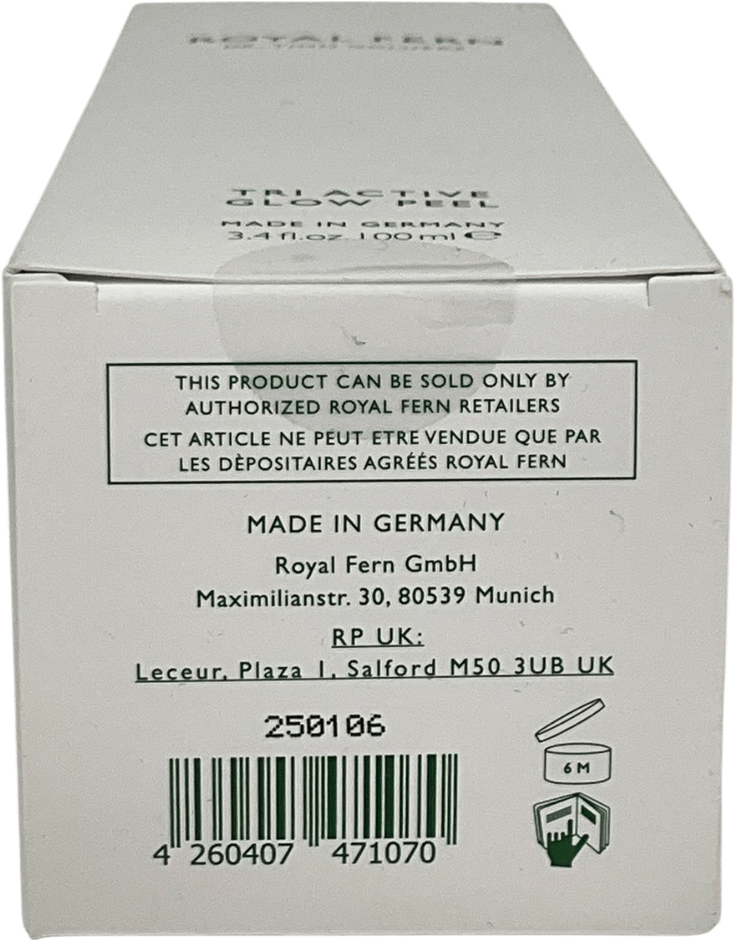 ROYAL FERN
TRI-ACTIVE
GLOW PEEL
MADE IN GERMANY
3.4 fl.oz. 100 ml ℮
THIS PRODUCT CAN BE SOLD ONLY BY
AUTHORIZED ROYAL FERN RETAILERS
CET ARTICLE NE PEUT ETRE VENDUE QUE PAR
LES DÈPOSITAIRES AGRÉÉS ROYAL FERN
MADE IN GERMANY
Royal Fern GmbH
Maximilianstr. 30, 80539 Munich
RP UK:
Leceur, Plaza 1, Salford M50 3UB UK
250106
6 M
4 260407 471070